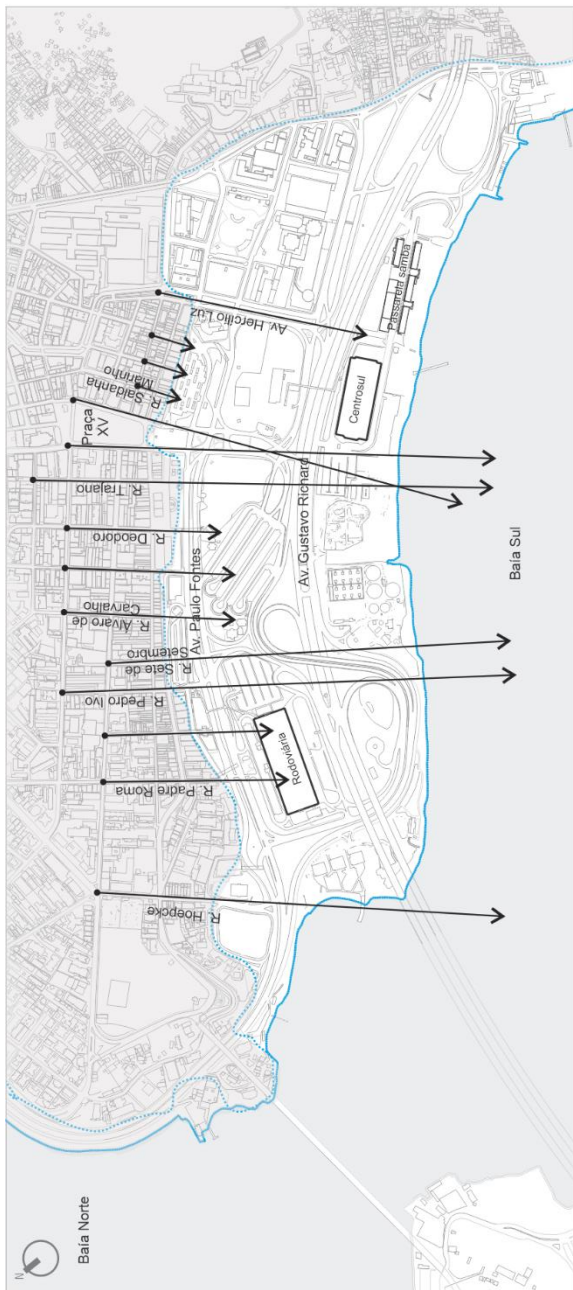 Passarela samba
Av. Hercílio Luz
Centrosul
R. Saldanha
Marinho
Praça
XV
R. Trajano
Av. Gustavo Richard
R. Deodoro
Baía Sul
Av. Paulo Fontes
R. Álvaro de
Carvalho
R. Sete de
Setembro
R. Pedro Ivo
Rodoviária
R. Padre Roma
R. Hoepcke
Baía Norte
N